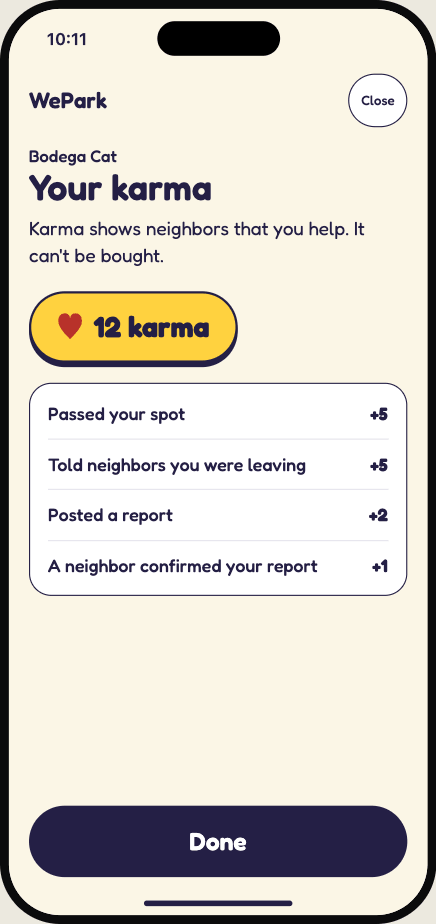 10:11
WePark
Close
Bodega Cat
Your karma
Karma shows neighbors that you help. It
can't be bought.
12 karma
Passed your spot +5
Told neighbors you were leaving +5
Posted a report +2
A neighbor confirmed your report +1
Done